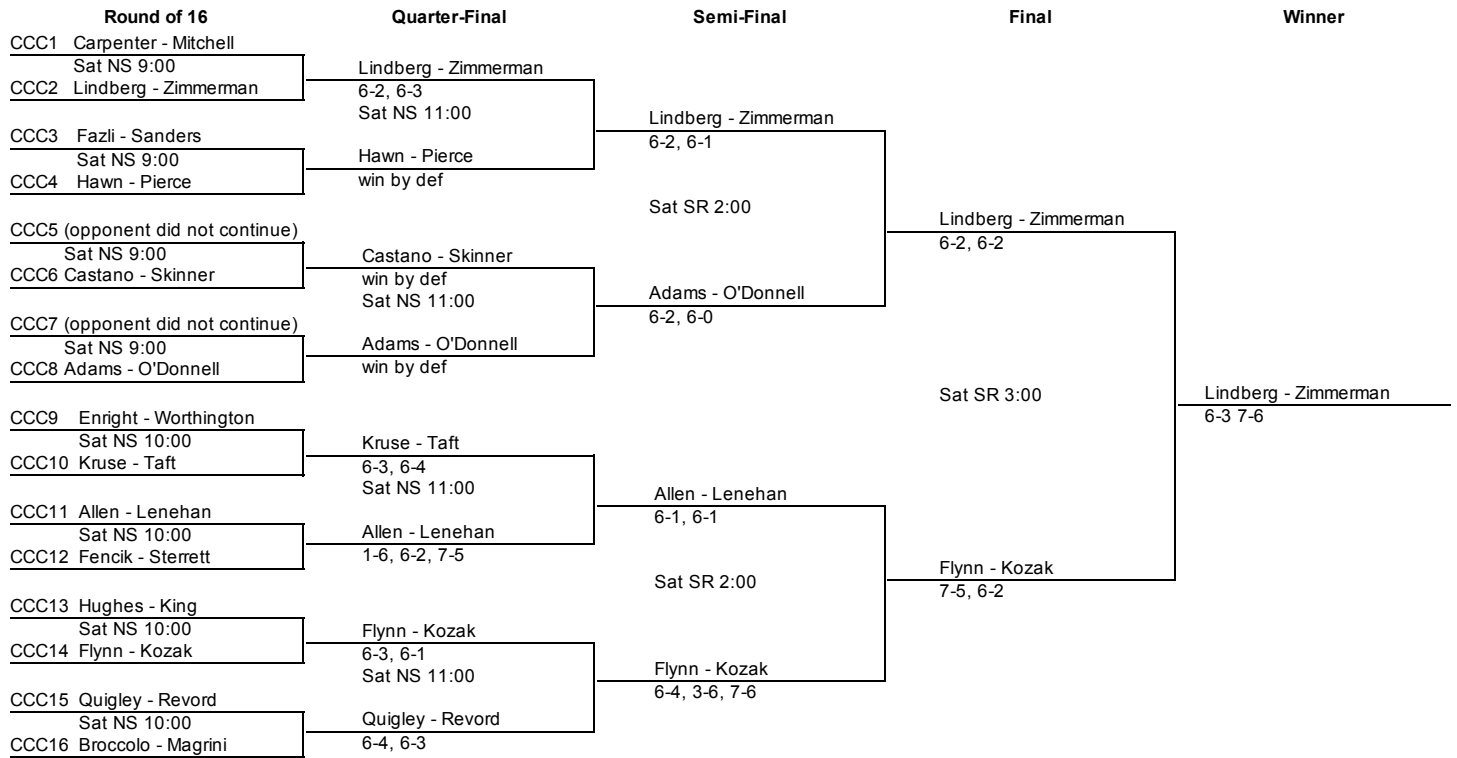 Round of 16
Quarter-Final
Semi-Final
Final
Winner
CCC1 Carpenter - Mitchell
Sat NS 9:00
CCC2 Lindberg - Zimmerman
CCC3 Fazli - Sanders
Sat NS 9:00
CCC4 Hawn - Pierce
CCC5 (opponent did not continue)
Sat NS 9:00
CCC6 Castano - Skinner
CCC7 (opponent did not continue)
Sat NS 9:00
CCC8 Adams - O'Donnell
CCC9 Enright - Worthington
Sat NS 10:00
CCC10 Kruse - Taft
CCC11 Allen - Lenehan
Sat NS 10:00
CCC12 Fencik - Sterrett
CCC13 Hughes - King
Sat NS 10:00
CCC14 Flynn - Kozak
CCC15 Quigley - Revord
Sat NS 10:00
CCC16 Broccolo - Magrini
Lindberg - Zimmerman
6-2, 6-3
Sat NS 11:00
Hawn - Pierce
win by def
Castano - Skinner
win by def
Sat NS 11:00
Adams - O'Donnell
win by def
Kruse - Taft
6-3, 6-4
Sat NS 11:00
Allen - Lenehan
1-6, 6-2, 7-5
Flynn - Kozak
6-3, 6-1
Sat NS 11:00
Quigley - Revord
6-4, 6-3
Lindberg - Zimmerman
6-2, 6-1
Sat SR 2:00
Adams - O'Donnell
6-2, 6-0
Allen - Lenehan
6-1, 6-1
Sat SR 2:00
Flynn - Kozak
6-4, 3-6, 7-6
Lindberg - Zimmerman
6-2, 6-2
Sat SR 3:00
Flynn - Kozak
7-5, 6-2
Lindberg - Zimmerman
6-3 7-6